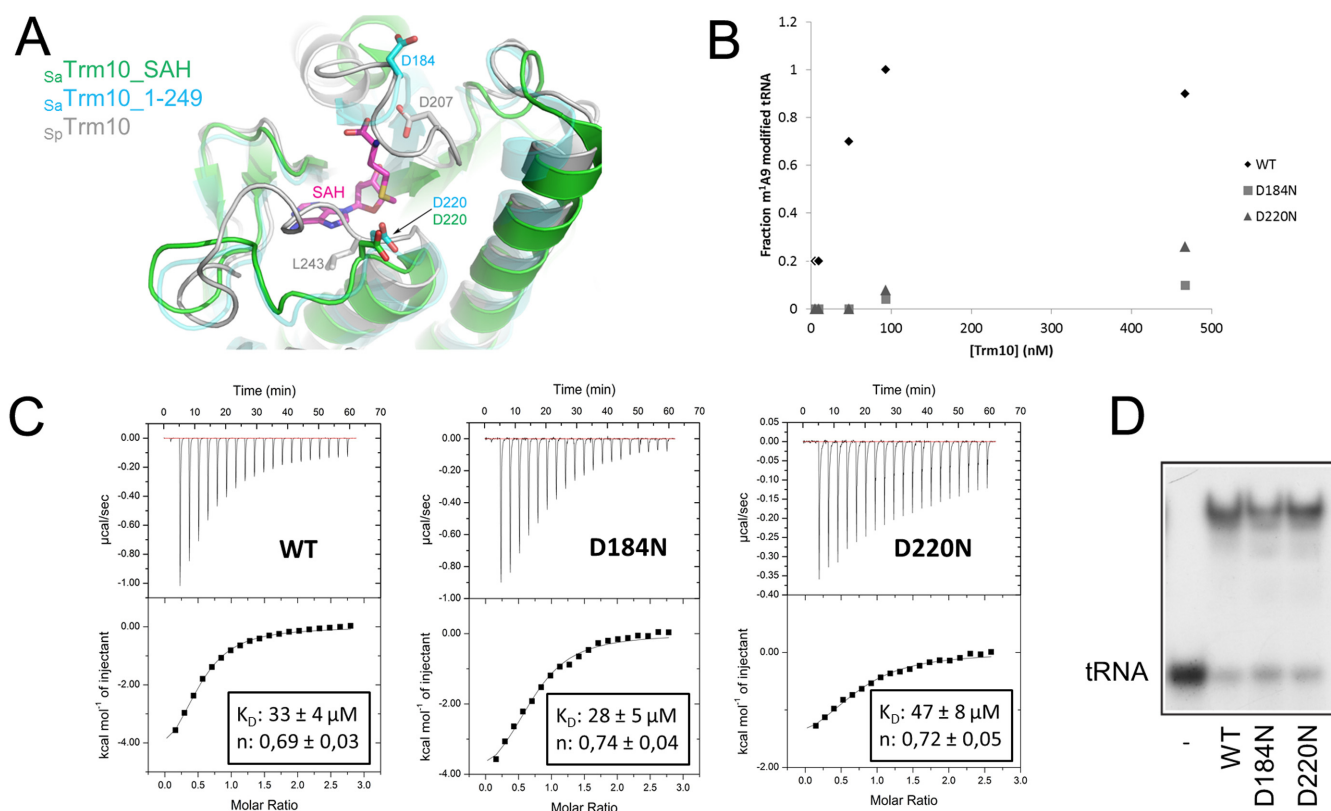 A
SaTrm10_SAH
SaTrm10_1-249
SpTrm10
D184
D207
SAH
D220
D220
L243
B
Fraction m¹A9 modified tRNA
1.2
1
0.8
0.6
0.4
0.2
0
0 100 200 300 400 500
[Trm10] (nM)
WT
D184N
D220N
C
Time (min)
0 10 20 30 40 50 60 70
0.00
-0.20
-0.40
-0.60
-0.80
-1.00
µcal/sec
WT
0.00
-2.00
-4.00
kcal mol⁻¹ of injectant
K_D: 33 ± 4 µM
n: 0,69 ± 0,03
0.0 0.5 1.0 1.5 2.0 2.5 3.0
Molar Ratio
Time (min)
0 10 20 30 40 50 60 70
0.00
-0.20
-0.40
-0.60
-0.80
-1.00
µcal/sec
D184N
0.00
-2.00
-4.00
kcal mol⁻¹ of injectant
K_D: 28 ± 5 µM
n: 0,74 ± 0,04
0.0 0.5 1.0 1.5 2.0 2.5 3.0
Molar Ratio
Time (min)
0 10 20 30 40 50 60 70
0.05
0.00
-0.05
-0.10
-0.15
-0.20
-0.25
-0.30
-0.35
-0.40
µcal/sec
D220N
0.00
-2.00
kcal mol⁻¹ of injectant
K_D: 47 ± 8 µM
n: 0,72 ± 0,05
0.0 0.5 1.0 1.5 2.0 2.5 3.0
Molar Ratio
D
tRNA
-
WT
D184N
D220N